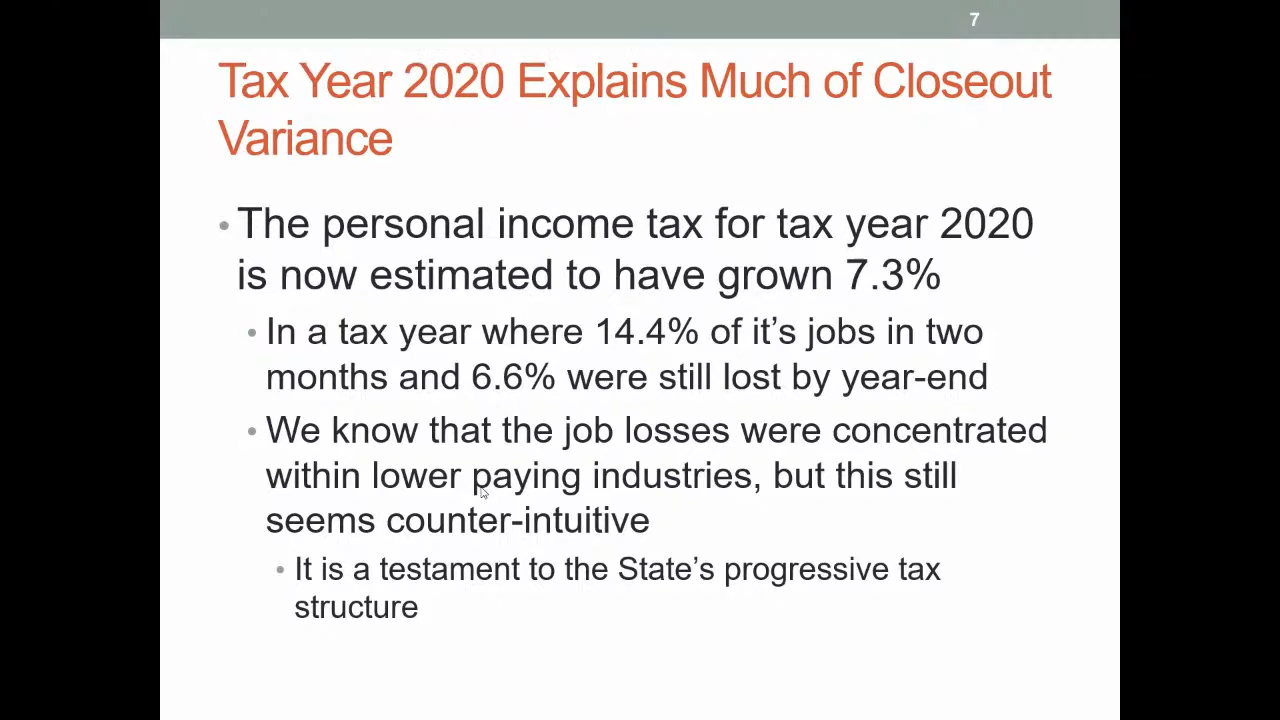 7
Tax Year 2020 Explains Much of Closeout
Variance
• The personal income tax for tax year 2020
is now estimated to have grown 7.3%
• In a tax year where 14.4% of it’s jobs in two
months and 6.6% were still lost by year-end
• We know that the job losses were concentrated
within lower paying industries, but this still
seems counter-intuitive
• It is a testament to the State’s progressive tax
structure